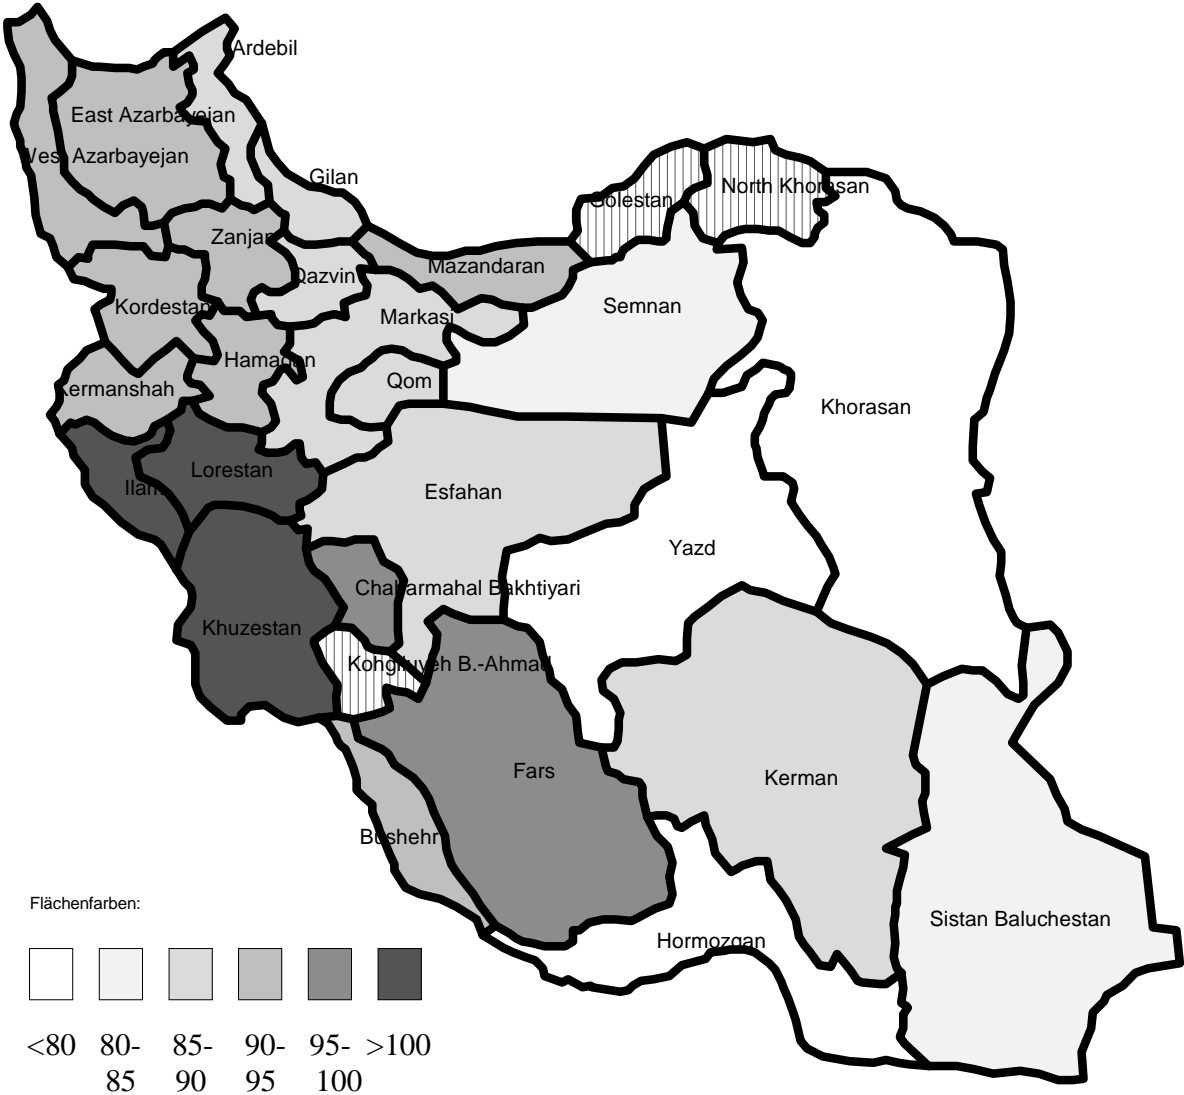 Ardebil
East Azarbayejan
West Azarbayejan
Gilan
Golestan
North Khorasan
Zanjan
Qazvin
Mazandaran
Kordestan
Markasi
Semnan
Hamadan
Kermanshah
Qom
Khorasan
Lorestan
Ilam
Esfahan
Yazd
Chaharmahal Bakhtiyari
Khuzestan
Kohgiluyeh B.-Ahmad
Fars
Kerman
Bushehr
Sistan Baluchestan
Hormozgan
Flächenfarben:
<80 80- 85- 90- 95- >100
85 90 95 100